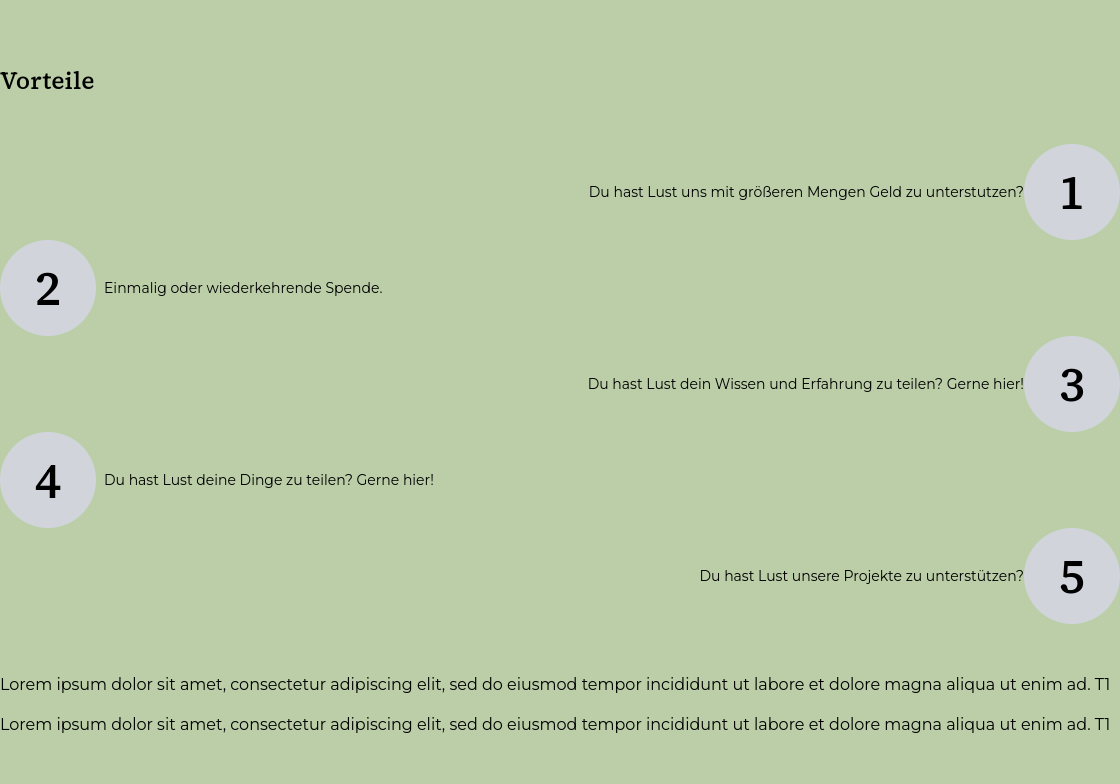 Vorteile
Du hast Lust uns mit größeren Mengen Geld zu unterstutzen?
1
2
Einmalig oder wiederkehrende Spende.
Du hast Lust dein Wissen und Erfahrung zu teilen? Gerne hier!
3
4
Du hast Lust deine Dinge zu teilen? Gerne hier!
Du hast Lust unsere Projekte zu unterstützen?
5
Lorem ipsum dolor sit amet, consectetur adipiscing elit, sed do eiusmod tempor incididunt ut labore et dolore magna aliqua ut enim ad. T1
Lorem ipsum dolor sit amet, consectetur adipiscing elit, sed do eiusmod tempor incididunt ut labore et dolore magna aliqua ut enim ad. T1